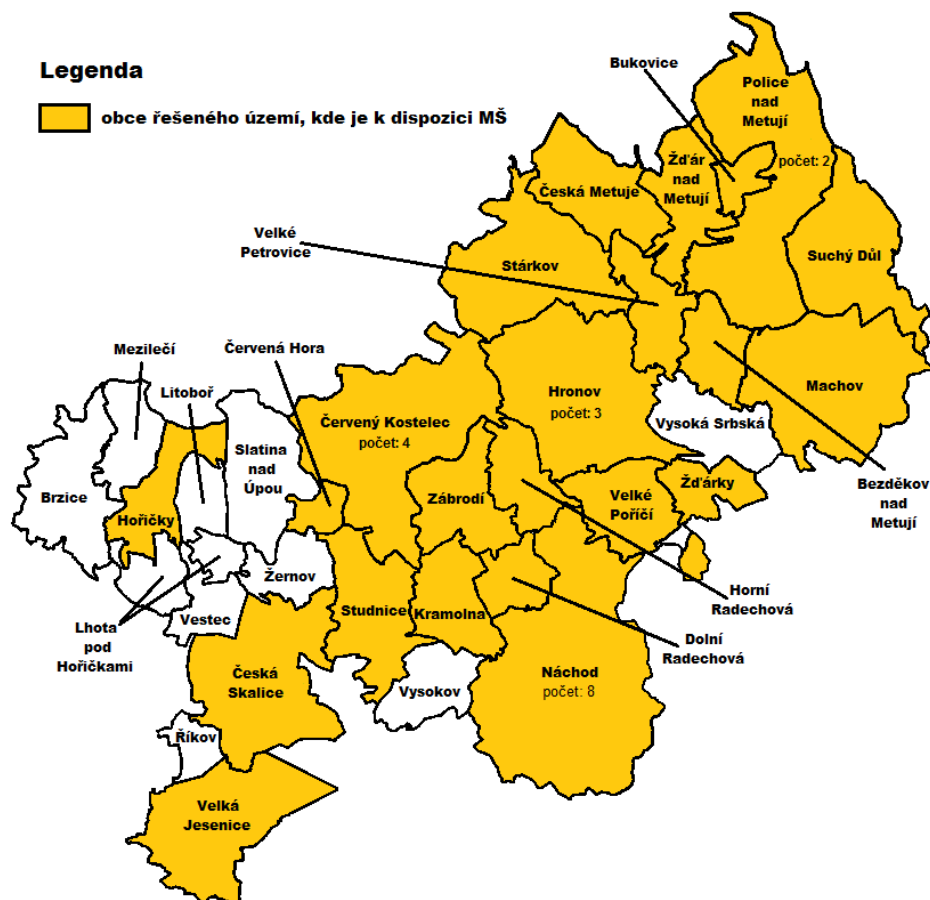 Legenda
obce řešeného území, kde je k dispozici MŠ
Bukovice
Police
nad
Metují
počet: 2
Žďár
nad
Metují
Česká Metuje
Velké
Petrovice
Stárkov
Suchý Důl
Mezilečí
Červená Hora
Litoboř
Hronov
počet: 3
Machov
Červený Kostelec
počet: 4
Vysoká Srbská
Slatina
nad
Úpou
Brzice
Zábrodí
Velké
Poříčí
Žďárky
Bezděkov
nad
Metují
Hořičky
Žernov
Studnice
Kramolna
Horní
Radechová
Vestec
Lhota
pod
Hořičkami
Dolní
Radechová
Česká
Skalice
Vysokov
Náchod
počet: 8
Říkov
Velká
Jesenice